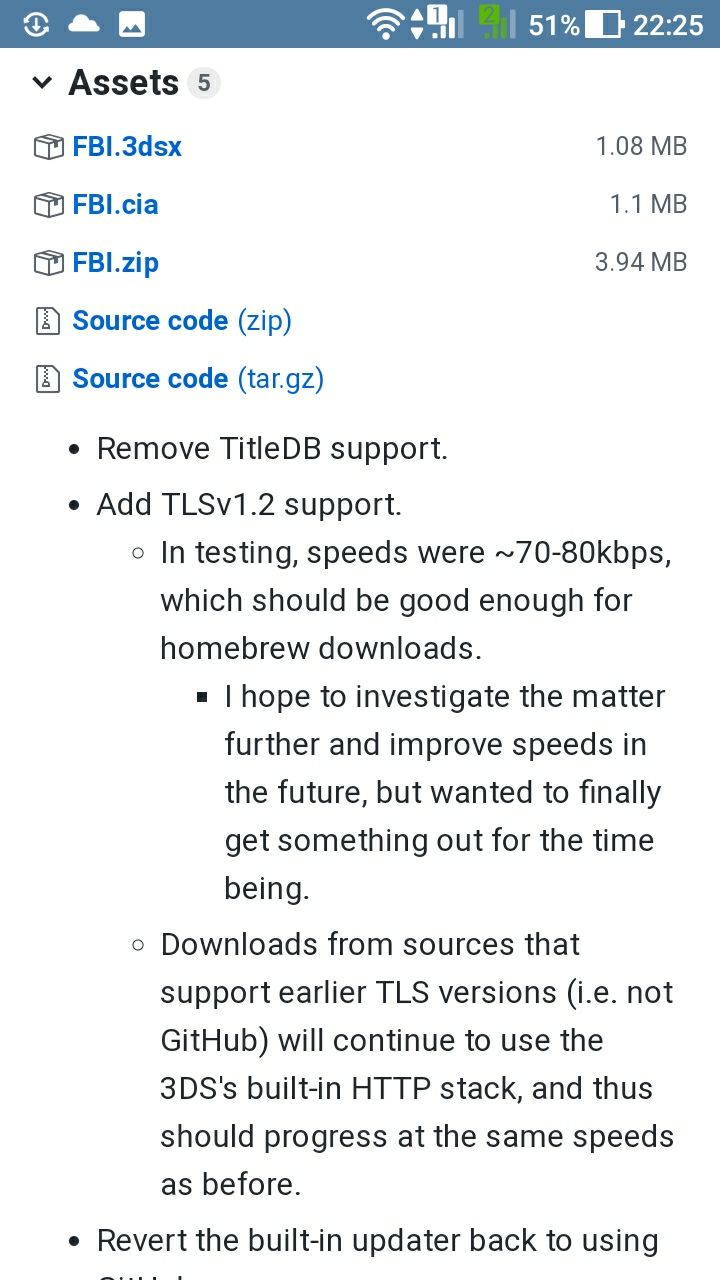 1 2 51% 22:25
Assets 5
FBI.3dsx 1.08 MB
FBI.cia 1.1 MB
FBI.zip 3.94 MB
Source code (zip)
Source code (tar.gz)
Remove TitleDB support.
Add TLSv1.2 support.
In testing, speeds were ~70-80kbps,
which should be good enough for
homebrew downloads.
I hope to investigate the matter
further and improve speeds in
the future, but wanted to finally
get something out for the time
being.
Downloads from sources that
support earlier TLS versions (i.e. not
GitHub) will continue to use the
3DS's built-in HTTP stack, and thus
should progress at the same speeds
as before.
Revert the built-in updater back to using